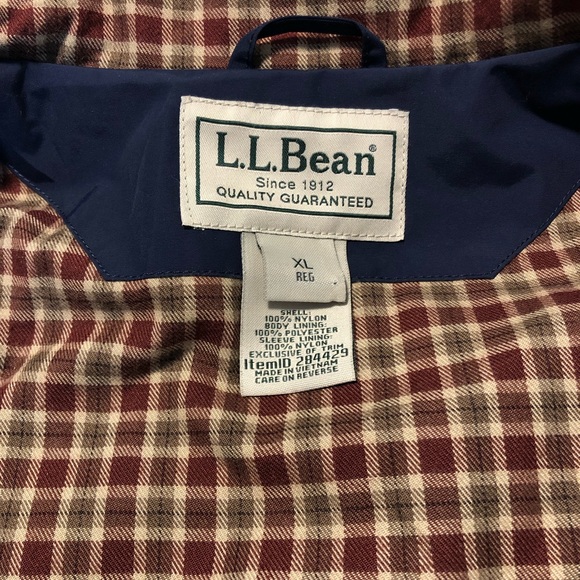 L.L.Bean®
Since 1912
QUALITY GUARANTEED
XL
REG
SHELL:
100% NYLON
BODY LINING:
100% POLYESTER
SLEEVE LINING:
100% NYLON
EXCLUSIVE OF TRIM
ItemID 284429
MADE IN VIETNAM
CARE ON REVERSE